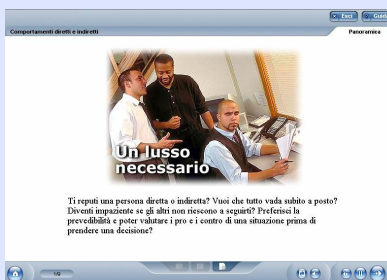 Esci
Guida
Comportamenti diretti e indiretti
Panoramica
Un lusso
necessario
Ti reputi una persona diretta o indiretta? Vuoi che tutto vada subito a posto?
Diventi impaziente se gli altri non riescono a seguirti? Preferisci la
prevedibilità e poter valutare i pro e i contro di una situazione prima di
prendere una decisione?